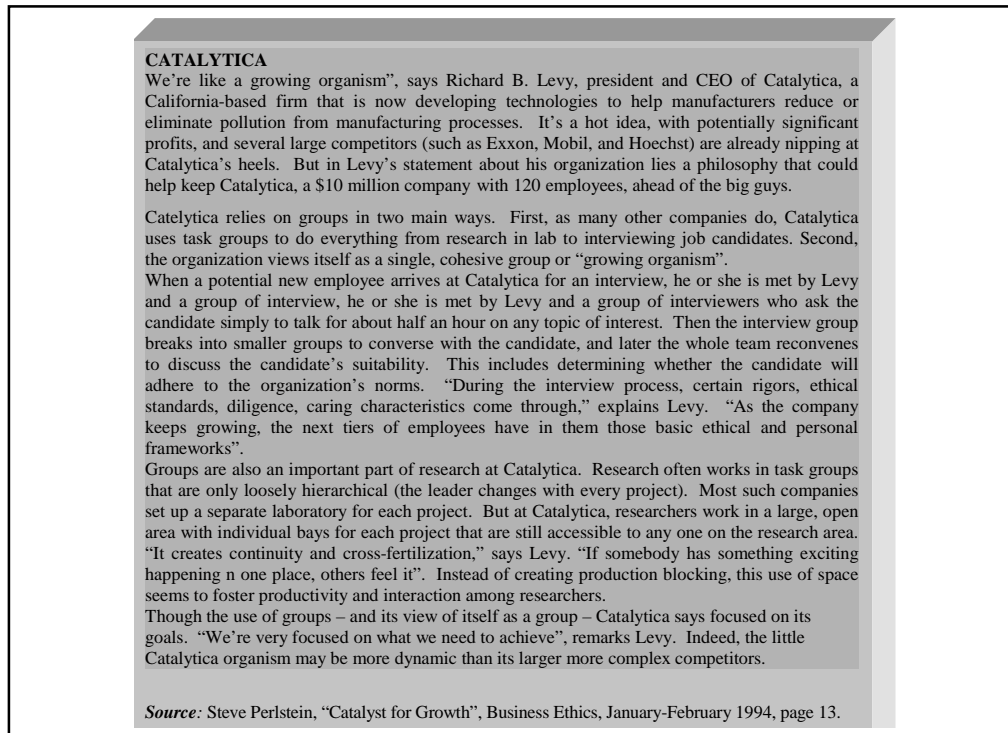 CATALYTICA
We're like a growing organism", says Richard B. Levy, president and CEO of Catalytica, a
California-based firm that is now developing technologies to help manufacturers reduce or
eliminate pollution from manufacturing processes. It's a hot idea, with potentially significant
profits, and several large competitors (such as Exxon, Mobil, and Hoechst) are already nipping at
Catalytica's heels. But in Levy's statement about his organization lies a philosophy that could
help keep Catalytica, a $10 million company with 120 employees, ahead of the big guys.
Catelytica relies on groups in two main ways. First, as many other companies do, Catalytica
uses task groups to do everything from research in lab to interviewing job candidates. Second,
the organization views itself as a single, cohesive group or “growing organism”.
When a potential new employee arrives at Catalytica for an interview, he or she is met by Levy
and a group of interview, he or she is met by Levy and a group of interviewers who ask the
candidate simply to talk for about half an hour on any topic of interest. Then the interview group
breaks into smaller groups to converse with the candidate, and later the whole team reconvenes
to discuss the candidate's suitability. This includes determining whether the candidate will
adhere to the organization's norms. “During the interview process, certain rigors, ethical
standards, diligence, caring characteristics come through,” explains Levy. “As the company
keeps growing, the next tiers of employees have in them those basic ethical and personal
frameworks”.
Groups are also an important part of research at Catalytica. Research often works in task groups
that are only loosely hierarchical (the leader changes with every project). Most such companies
set up a separate laboratory for each project. But at Catalytica, researchers work in a large, open
area with individual bays for each project that are still accessible to any one on the research area.
“It creates continuity and cross-fertilization,” says Levy. “If somebody has something exciting
happening n one place, others feel it”. Instead of creating production blocking, this use of space
seems to foster productivity and interaction among researchers.
Though the use of groups – and its view of itself as a group – Catalytica says focused on its
goals. “We're very focused on what we need to achieve”, remarks Levy. Indeed, the little
Catalytica organism may be more dynamic than its larger more complex competitors.
Source: Steve Perlstein, “Catalyst for Growth”, Business Ethics, January-February 1994, page 13.